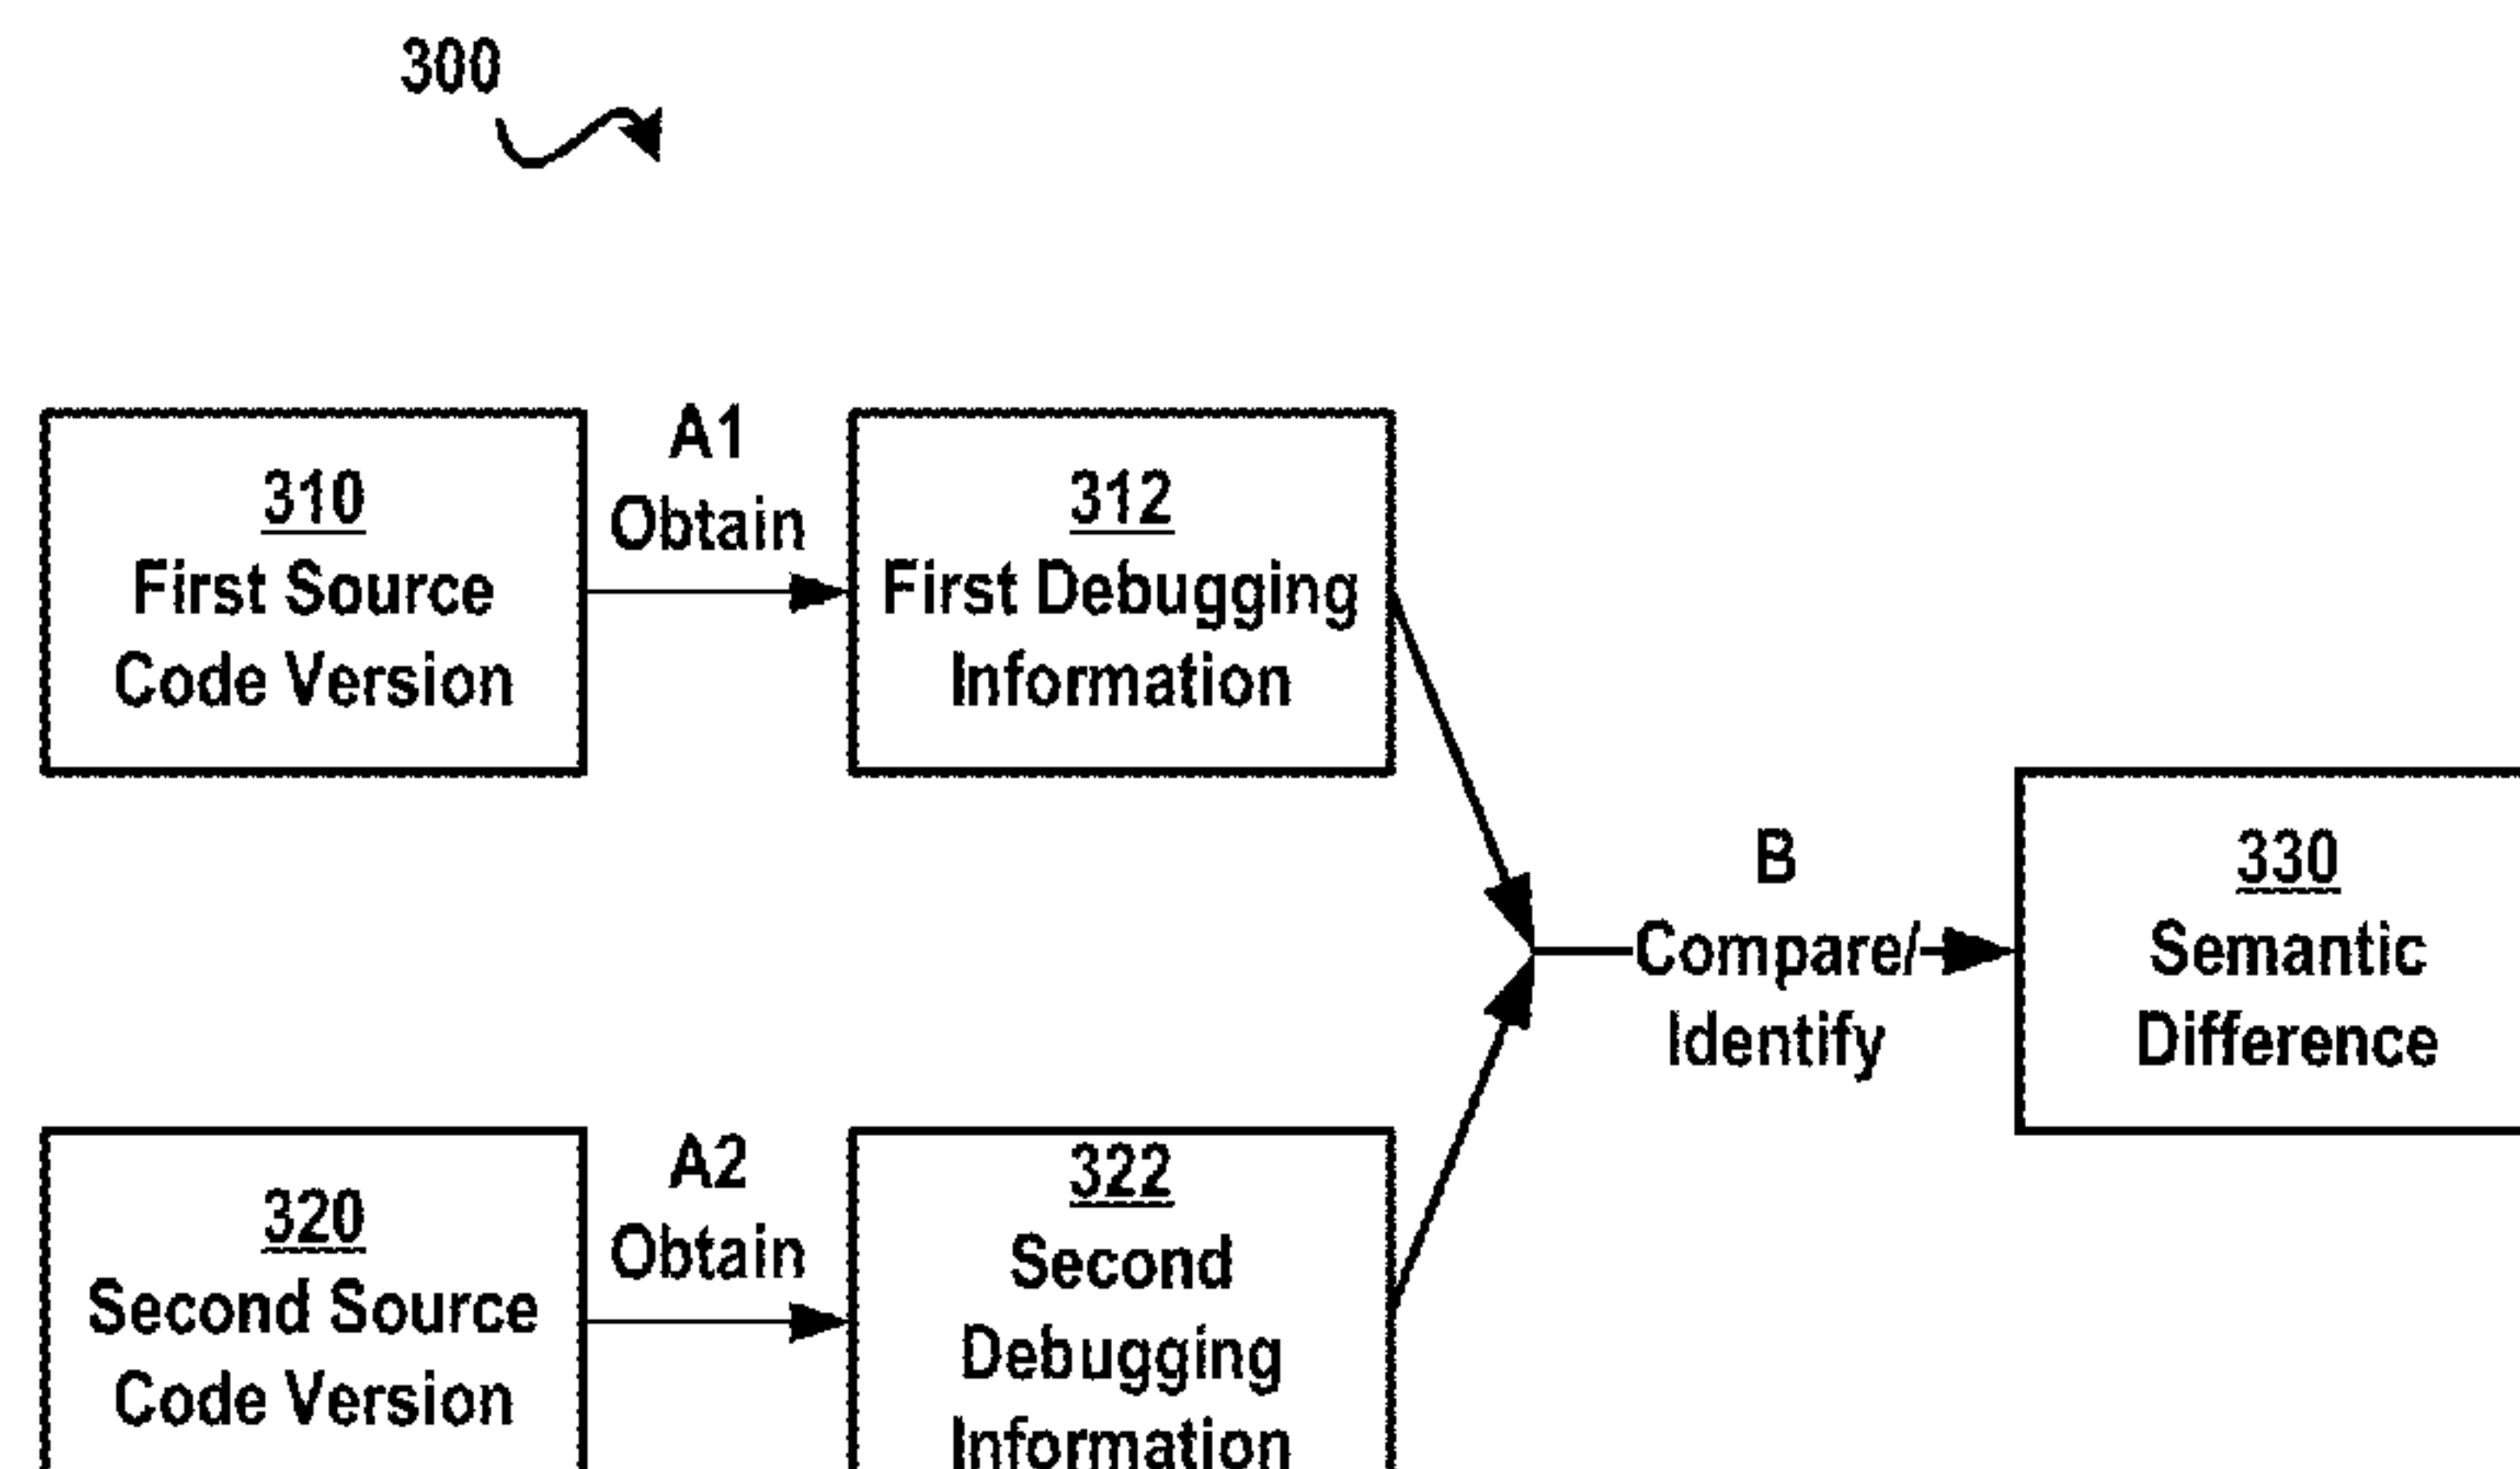 300
310
First Source
Code Version
A1
Obtain
312
First Debugging
Information
B
Compare/
Identify
330
Semantic
Difference
320
Second Source
Code Version
A2
Obtain
322
Second
Debugging
Information